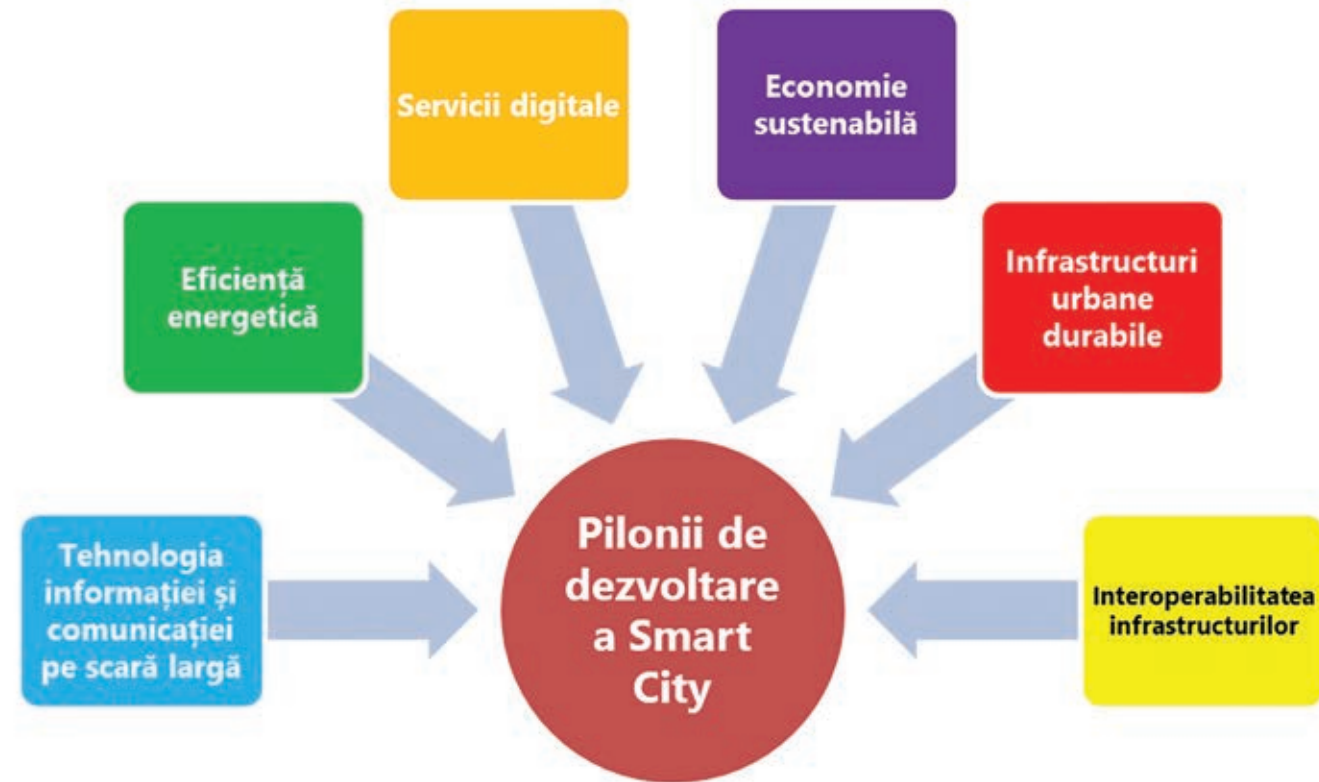 Servicii digitale
Economie
sustenabilă
Eficiență
energetică
Infrastructuri
urbane
durabile
Tehnologia
informației și
comunicației
pe scară largă
Pilonii de
dezvoltare
a Smart
City
Interoperabilitatea
infrastructurilor